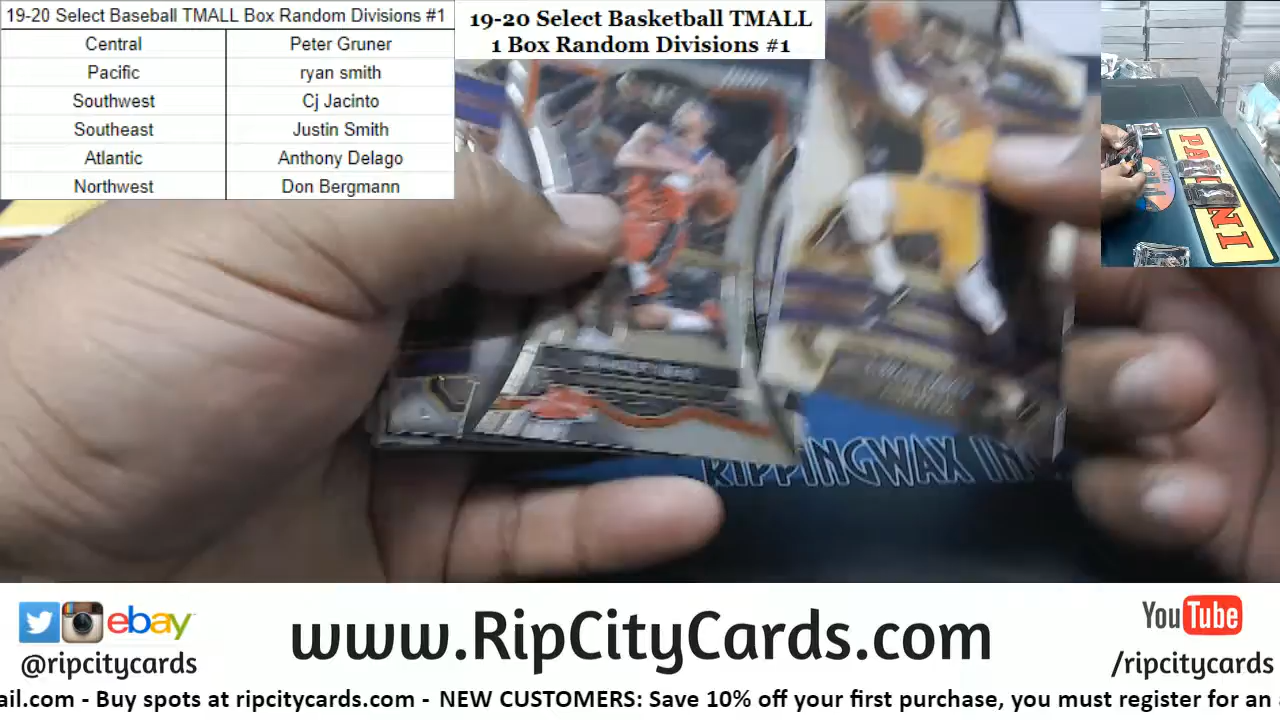 19-20 Select Baseball TMALL Box Random Divisions #1
Central Peter Gruner
Pacific ryan smith
Southwest Cj Jacinto
Southeast Justin Smith
Atlantic Anthony Delago
Northwest Don Bergmann
19-20 Select Basketball TMALL
1 Box Random Divisions #1
PANINI
RIPPINGWAX IN
ebay
@ripcitycards
www.RipCityCards.com
YouTube
/ripcitycards
ail.com - Buy spots at ripcitycards.com - NEW CUSTOMERS: Save 10% off your first purchase, you must register for an a